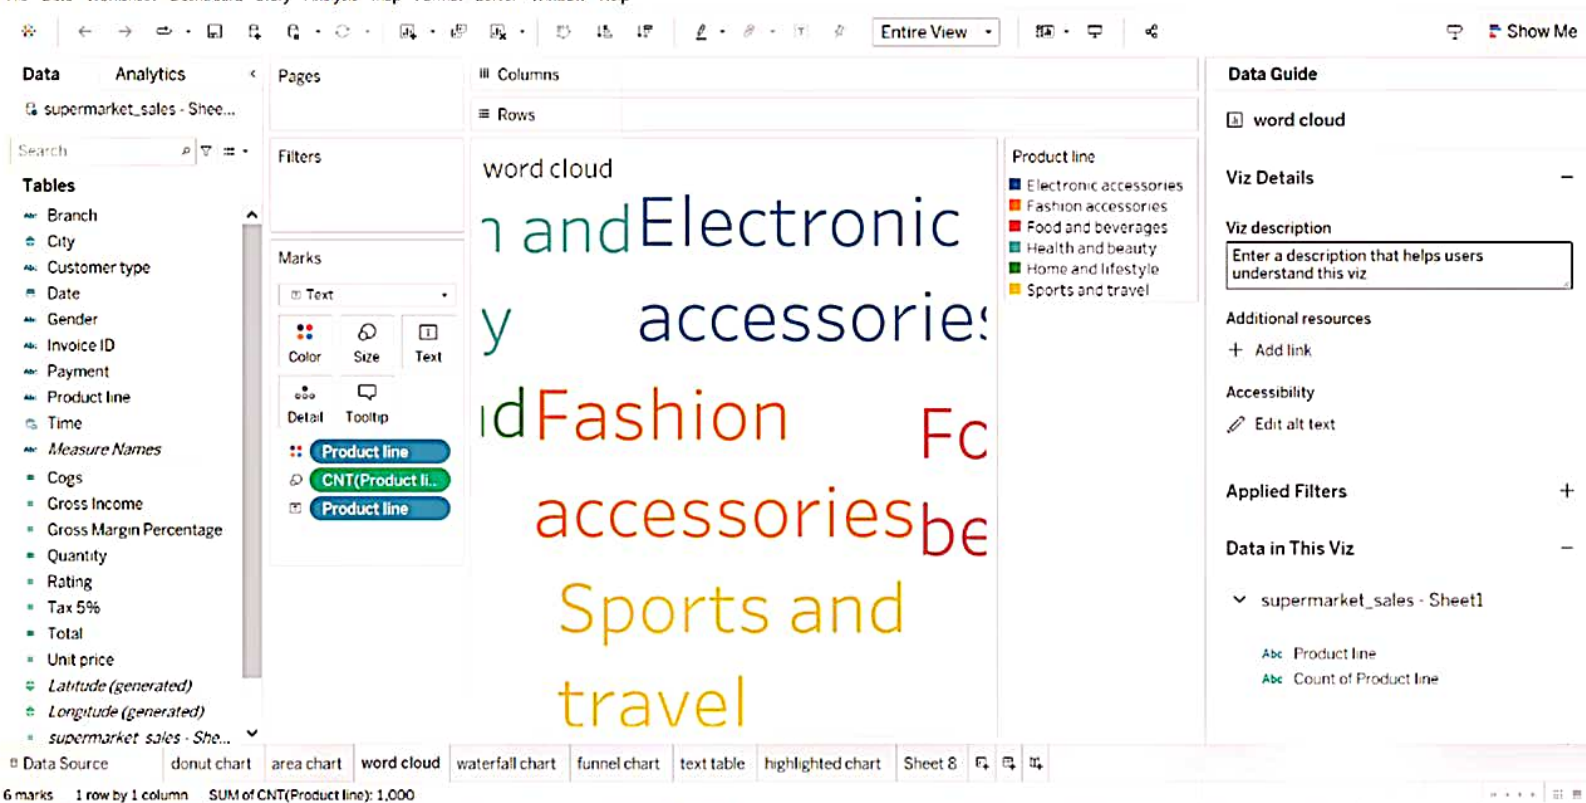 Entire View
Show Me
Data
Analytics
supermarket_sales - Shee...
Search
Tables
Branch
City
Customer type
Date
Gender
Invoice ID
Payment
Product line
Time
Measure Names
Cogs
Gross Income
Gross Margin Percentage
Quantity
Rating
Tax 5%
Total
Unit price
Latitude (generated)
Longitude (generated)
supermarket_sales - She...
Pages
Filters
Marks
Text
Color
Size
Text
Detail
Tooltip
Product line
CNT(Product li..
Product line
Columns
Rows
word cloud
n and
y
d
Electronic
accessories
Fashion
accessories
Fo
be
Sports and
travel
Product line
Electronic accessories
Fashion accessories
Food and beverages
Health and beauty
Home and lifestyle
Sports and travel
Data Guide
word cloud
Viz Details
Viz description
Enter a description that helps users
understand this viz
Additional resources
+ Add link
Accessibility
Edit alt text
Applied Filters
Data in This Viz
supermarket_sales - Sheet1
Abc Product line
Abc Count of Product line
Data Source
donut chart
area chart
word cloud
waterfall chart
funnel chart
text table
highlighted chart
Sheet 8
6 marks
1 row by 1 column
SUM of CNT(Product line): 1,000